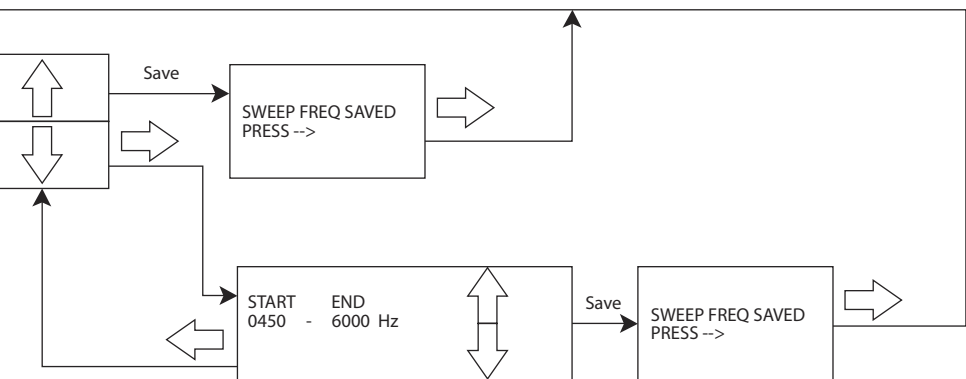 Save
SWEEP FREQ SAVED
PRESS -->
START END
0450 - 6000 Hz
Save
SWEEP FREQ SAVED
PRESS -->